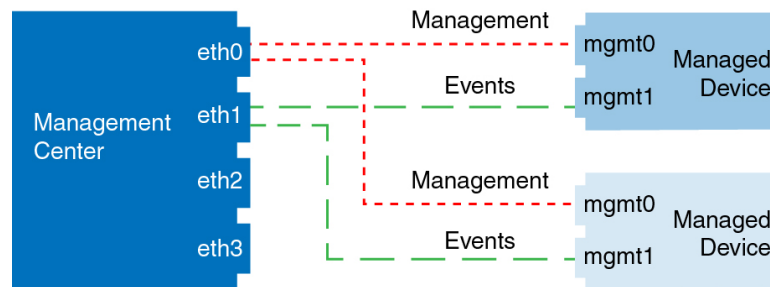 Management
eth0
mgmt0
Managed
Device
Events
mgmt1
eth1
Management
Center
eth2
Management
mgmt0
Managed
Device
eth3
Events
mgmt1